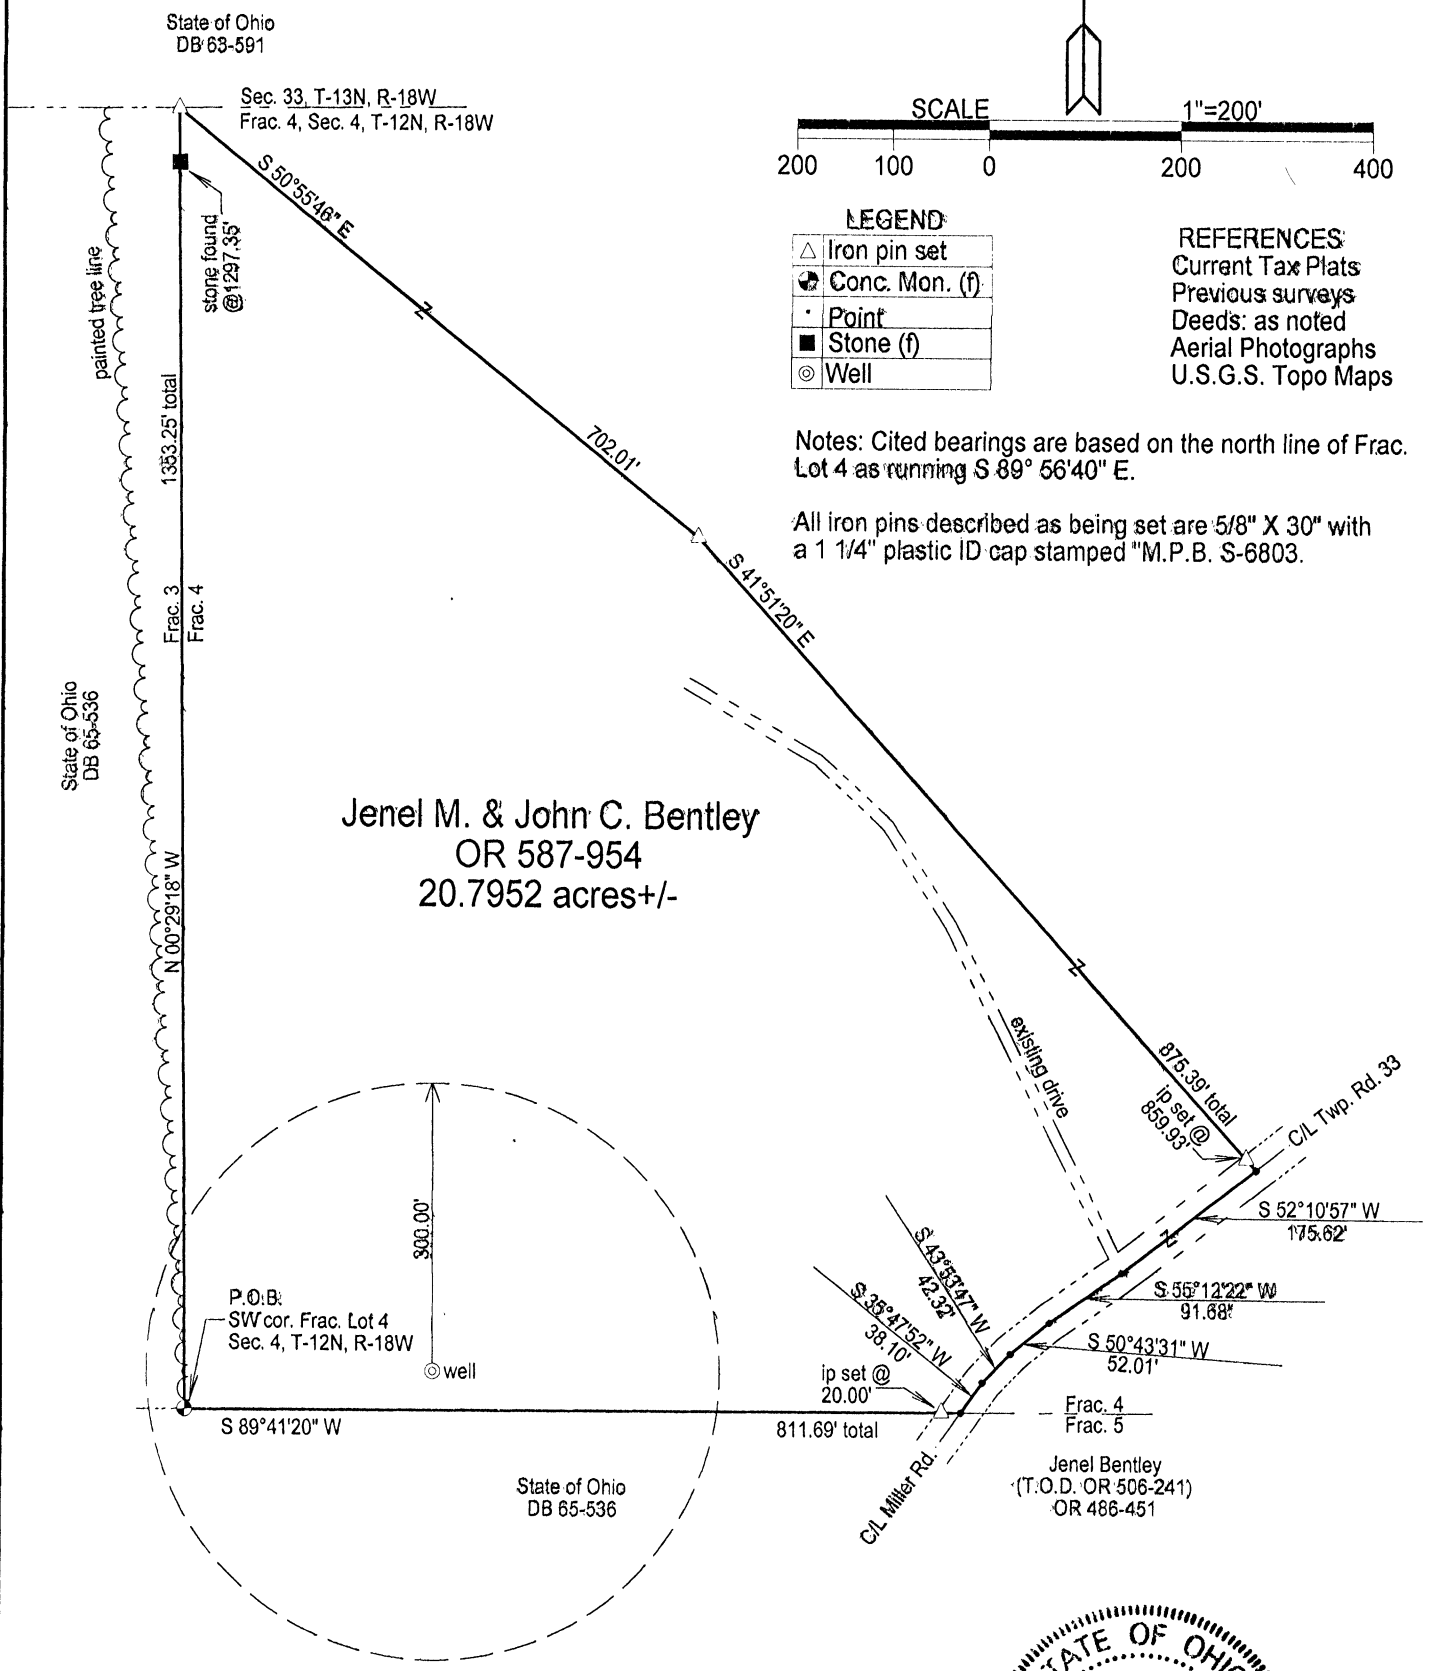 State of Ohio
DB 63-591
Sec. 33, T-13N, R-18W
Frac. 4, Sec. 4, T-12N, R-18W
SCALE 1"=200'
200 100 0 200 400
LEGEND
Iron pin set
Conc. Mon. (f)
Point
Stone (f)
Well
REFERENCES:
Current Tax Plats
Previous surveys
Deeds: as noted
Aerial Photographs
U.S.G.S. Topo Maps
Notes: Cited bearings are based on the north line of Frac.
Lot 4 as running S 89° 56'40" E.
All iron pins described as being set are 5/8" X 30" with
a 1 1/4" plastic ID cap stamped "M.P.B. S-6803.
S 50°55'46" E
702.01'
stone found
@1297.35'
painted tree line
1353.25' total
Frac. 3
Frac. 4
S 41°51'20" E
State of Ohio
DB 65-536
Jenel M. & John C. Bentley
OR 587-954
20.7952 acres+/-
N 00°29'18" W
existing drive
875.39' total
ip set @
859.93'
C/L Twp. Rd. 33
S 52°10'57" W
175.62'
S 55°12'22" W
91.68'
S 50°43'31" W
52.01'
S 43°53'47" W
42.32'
S 35°47'52" W
38.10'
ip set @
20.00'
300.00'
well
P.O.B.
SW cor. Frac. Lot 4
Sec. 4, T-12N, R-18W
S 89°41'20" W
811.69' total
Frac. 4
Frac. 5
Jenel Bentley
(T.O.D. OR 506-241)
OR 486-451
C/L Miller Rd.
State of Ohio
DB 65-536
STATE OF OHIO